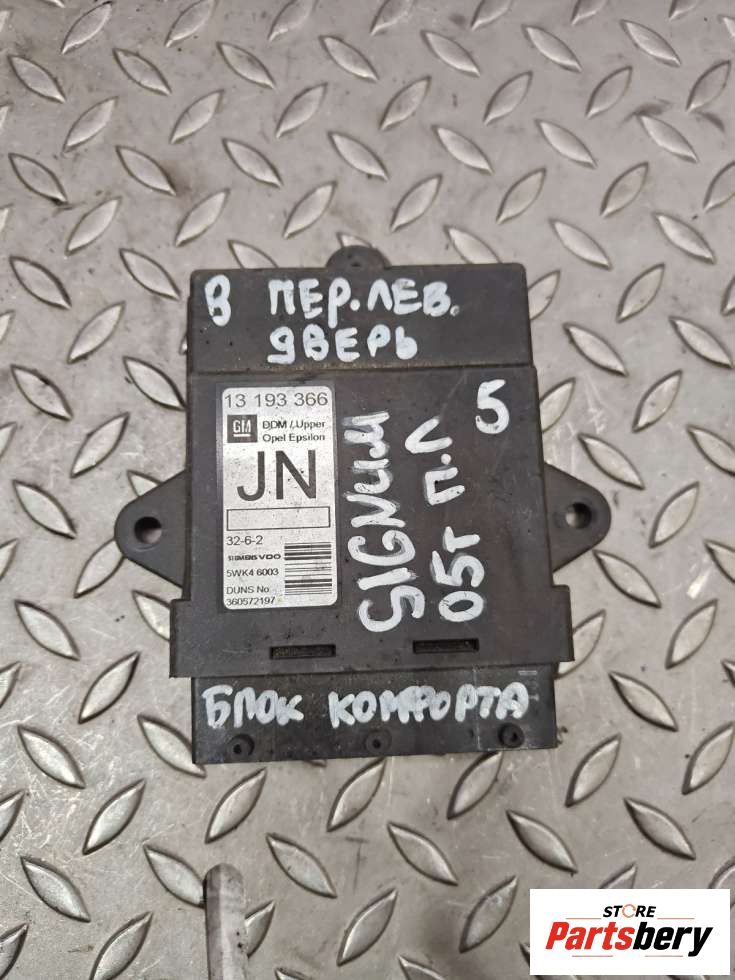 В ПЕР.ЛЕВ.
ДВЕРЬ
5
13 193 366
GM DDM / Upper
Opel Epsilon
JN
32-6-2
SIEMENS VDO
5WK4 6003
DUNS No
360572197
SIGNUM
05г П.Л
БЛОК КОМФОРТА
STORE
Partsbery